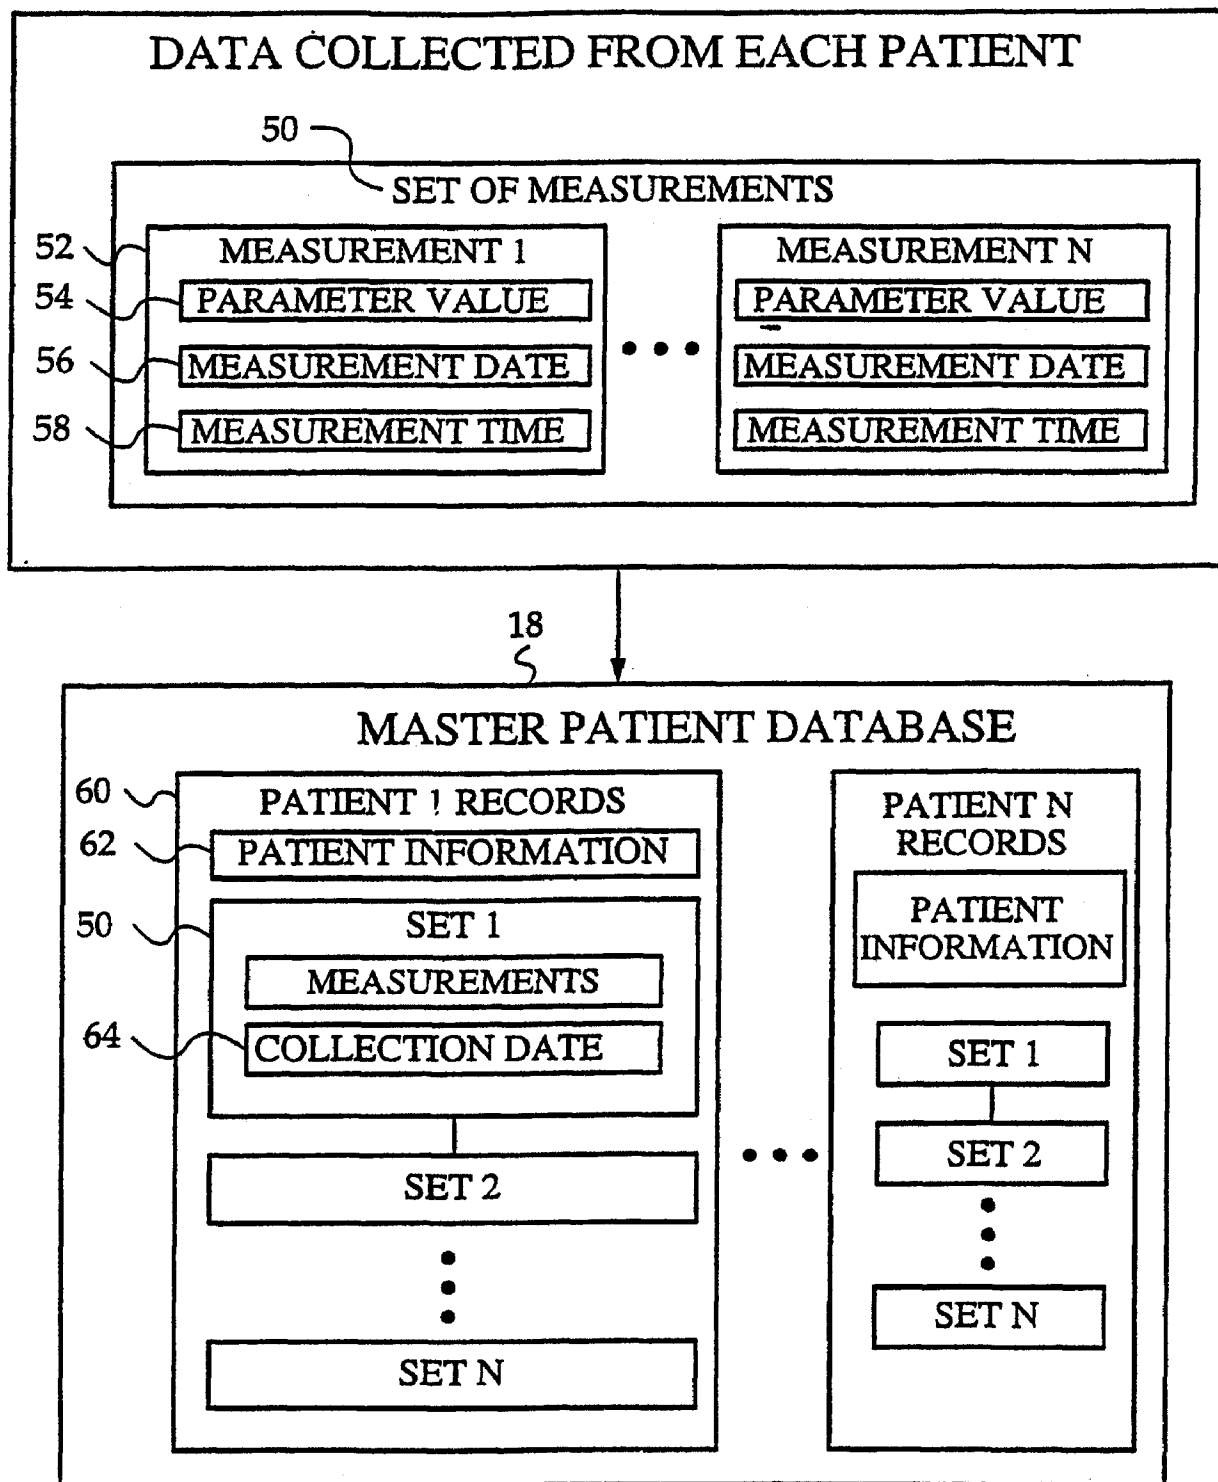 DATA COLLECTED FROM EACH PATIENT
50
SET OF MEASUREMENTS
52
MEASUREMENT 1
54
PARAMETER VALUE
56
MEASUREMENT DATE
58
MEASUREMENT TIME
MEASUREMENT N
PARAMETER VALUE
MEASUREMENT DATE
MEASUREMENT TIME
18
MASTER PATIENT DATABASE
60
PATIENT 1 RECORDS
62
PATIENT INFORMATION
50
SET 1
MEASUREMENTS
64
COLLECTION DATE
SET 2
SET N
PATIENT N
RECORDS
PATIENT
INFORMATION
SET 1
SET 2
SET N